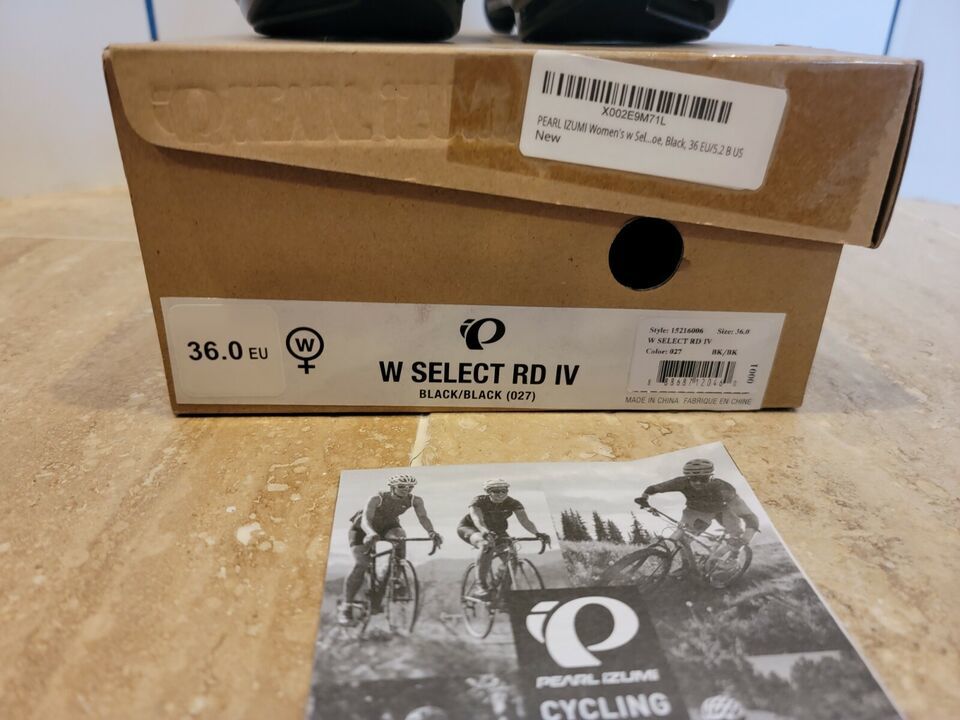 PEARL iZUMi
X002E9M71L
PEARL IZUMI Women's w Sel...oe, Black, 36 EU/5.2 B US
New
36.0 EU
W
W SELECT RD IV
BLACK/BLACK (027)
Style: 15216006 Size: 36.0
W SELECT RD IV
Color: 027 BK/BK
0001
MADE IN CHINA FABRIQUE EN CHINE
PEARL iZUMi
CYCLING